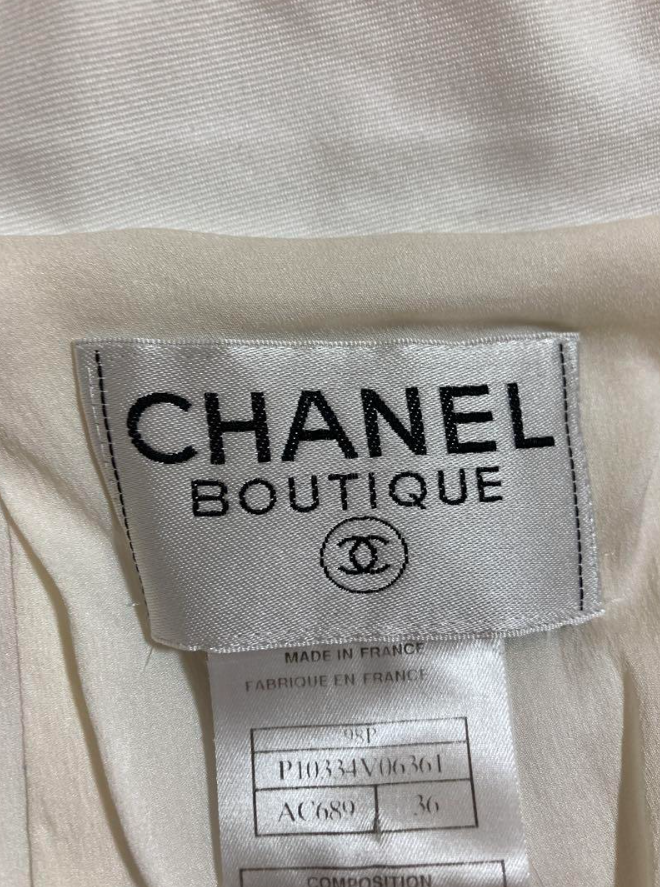 CHANEL
BOUTIQUE
MADE IN FRANCE
FABRIQUE EN FRANCE
98P
P10334V06361
AC689 36
COMPOSITION